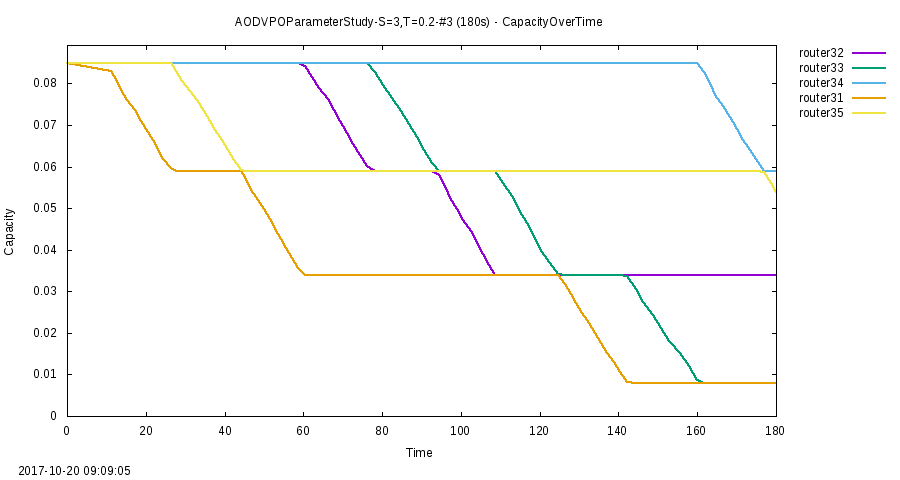 AODVPOParameterStudy-S=3,T=0.2-#3 (180s) - CapacityOverTime
router32
router33
router34
router31
router35
0.08
0.07
0.06
0.05
0.04
0.03
0.02
0.01
0
Capacity
0 20 40 60 80 100 120 140 160 180
Time
2017-10-20 09:09:05